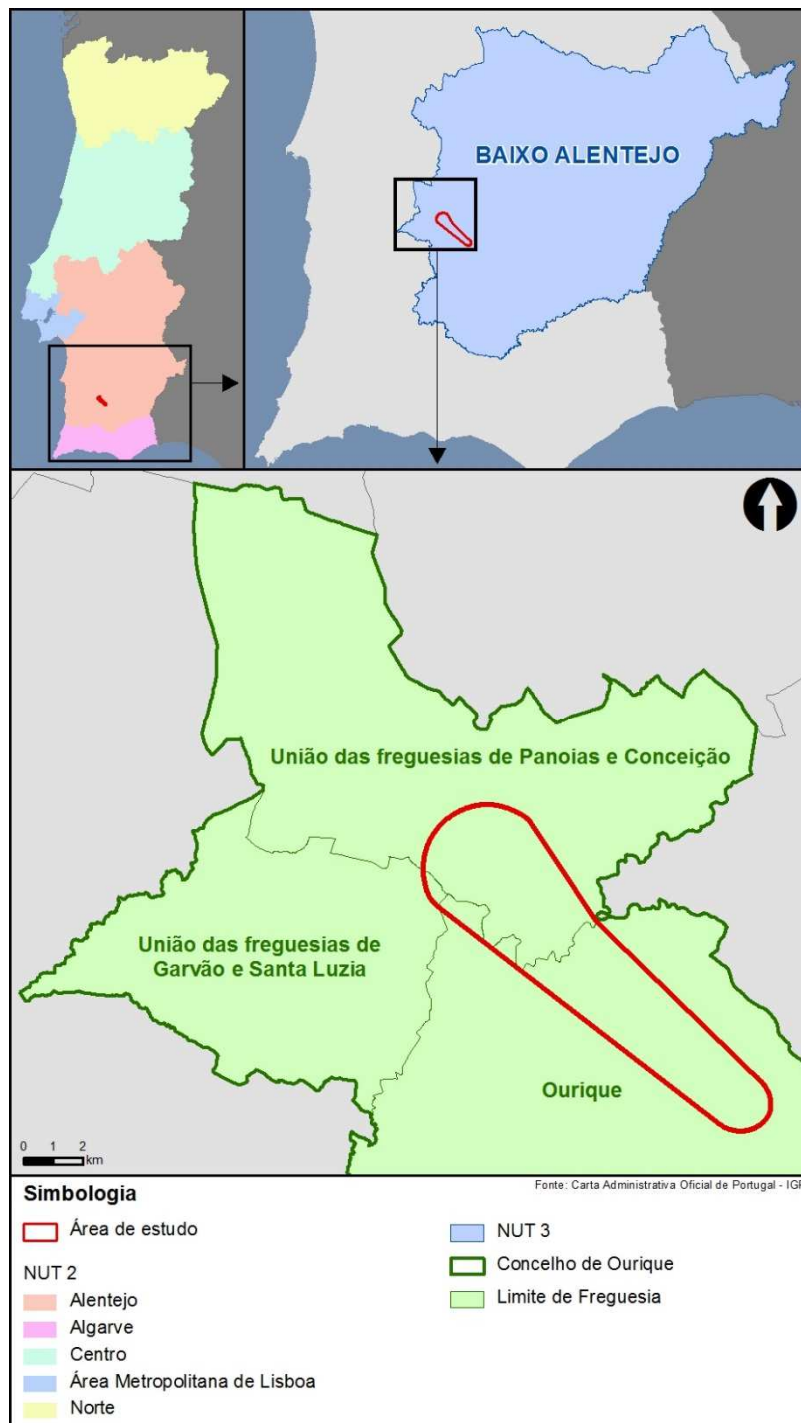 BAIXO ALENTEJO
União das freguesias de Panoias e Conceição
União das freguesias de
Garvão e Santa Luzia
Ourique
0 1 2
km
Fonte: Carta Administrativa Oficial de Portugal - IGP
Simbologia
Área de estudo
NUT 2
Alentejo
Algarve
Centro
Área Metropolitana de Lisboa
Norte
NUT 3
Concelho de Ourique
Limite de Freguesia